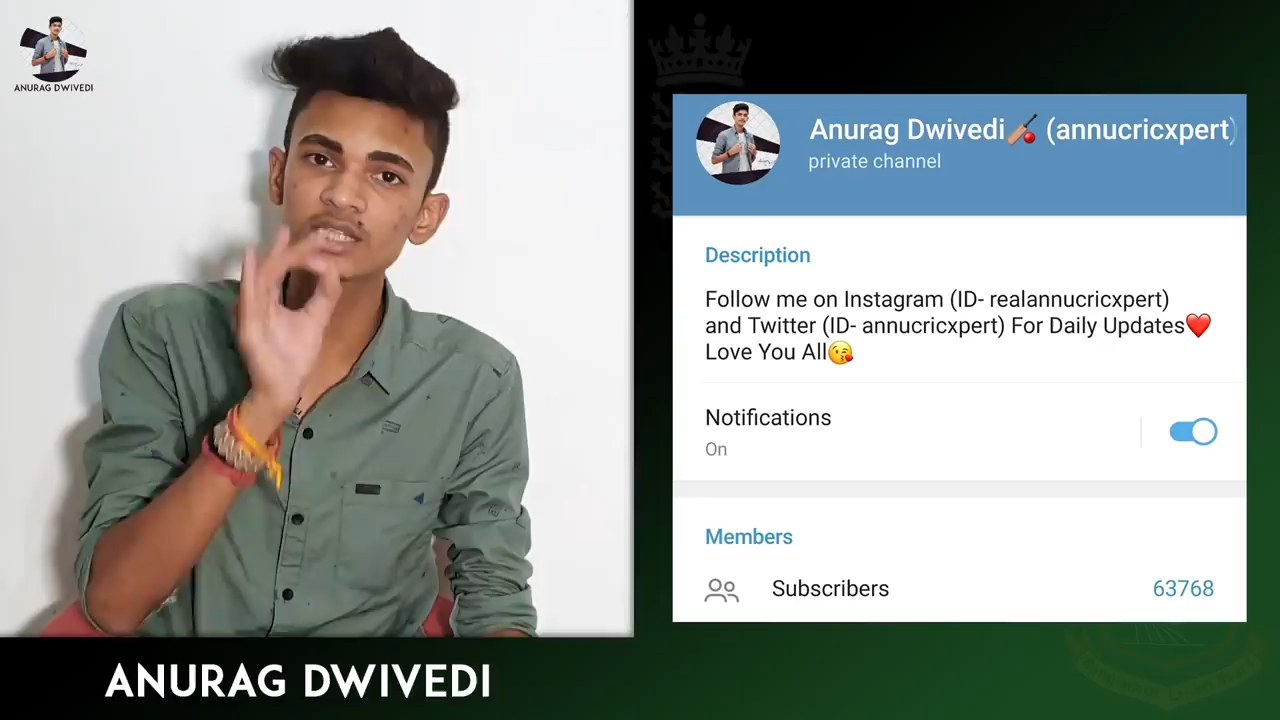 ANURAG DWIVEDI
Anurag Dwivedi🏏 (annucricxpert)
private channel
Description
Follow me on Instagram (ID- realannucricxpert)
and Twitter (ID- annucricxpert) For Daily Updates❤️
Love You All😘
Notifications
On
Members
Subscribers 63768
ANURAG DWIVEDI